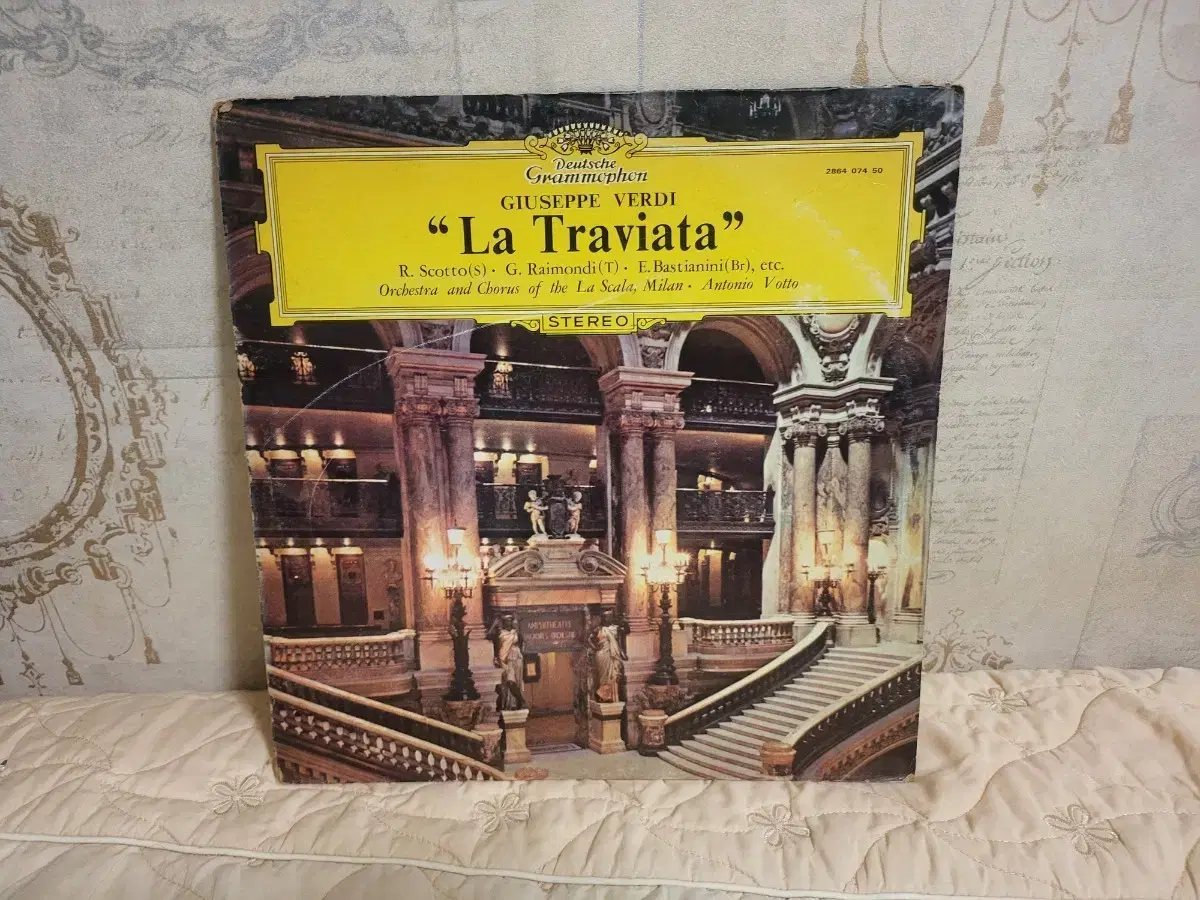 Deutsche
Grammophon
2864 074 50
GIUSEPPE VERDI
“La Traviata”
R. Scotto(S)· G. Raimondi(T)· E. Bastianini(Br), etc.
Orchestra and Chorus of the La Scala, Milan· Antonio Votto
STEREO
AMPHITHEATRE